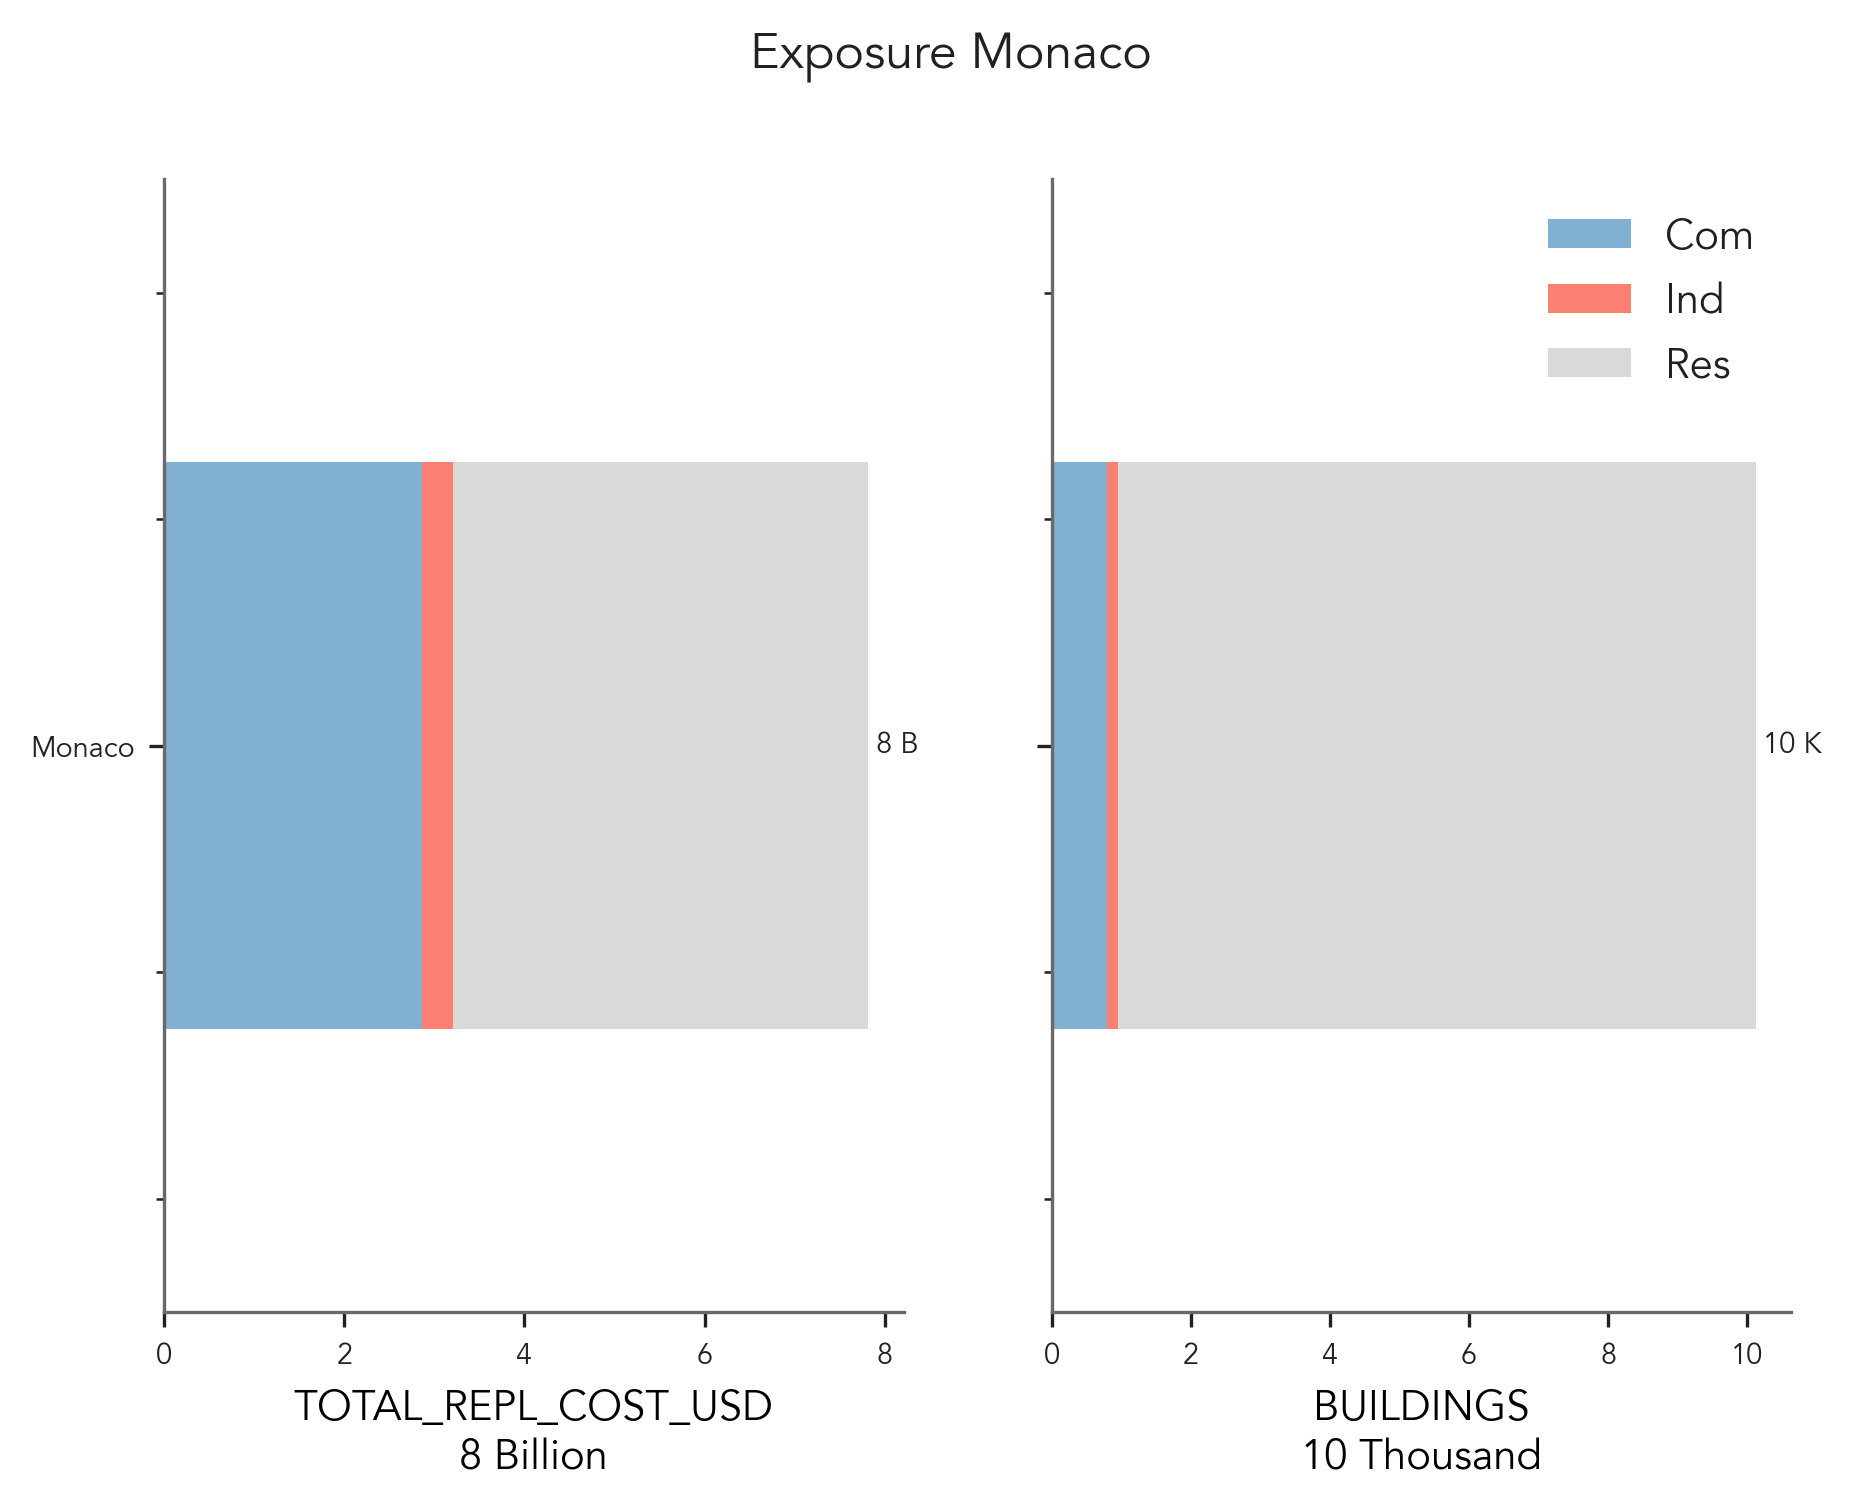 Exposure Monaco
Com
Ind
Res
Monaco
8 B
10 K
0 2 4 6 8
0 2 4 6 8 10
TOTAL_REPL_COST_USD
8 Billion
BUILDINGS
10 Thousand